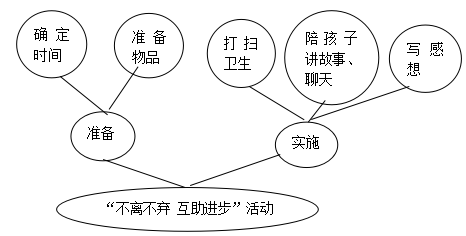 确定
时间
准备
物品
打扫
卫生
陪孩子
讲故事、
聊天
写感
想
准备
实施
“不离不弃 互助进步”活动